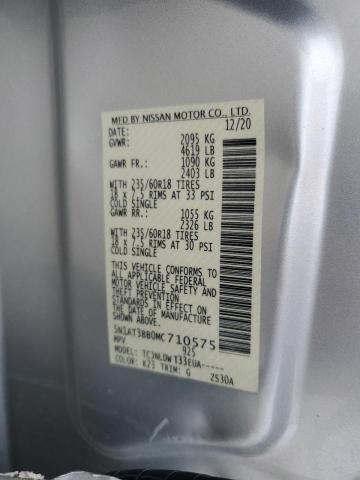 MFD BY NISSAN MOTOR CO., LTD.
DATE: 12/20
GVWR: 2095 KG
4619 LB
GAWR FR.: 1090 KG
2403 LB
WITH 235/60R18 TIRES
18 x 7.5 RIMS AT 33 PSI
COLD SINGLE
GAWR RR.: 1055 KG
2326 LB
WITH 235/60R18 TIRES
18 x 7.5 RIMS AT 30 PSI
COLD SINGLE
THIS VEHICLE CONFORMS TO
ALL APPLICABLE FEDERAL
MOTOR VEHICLE SAFETY
STANDARDS IN EFFECT ON
THE DATE OF MANUFACTURE
SHOWN ABOVE.
5N1AT3BB0MC710575
MPV 925
MODEL: TCJNLDWT33EUA-----
COLOR: K23 TRIM: G 2S30A